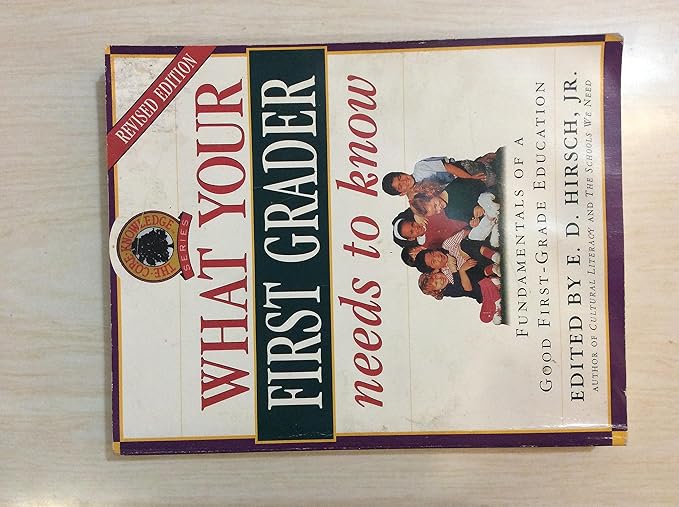 REVISED EDITION
THE CORE KNOWLEDGE
SERIES
WHAT YOUR
FIRST GRADER
needs to know
FUNDAMENTALS OF A
GOOD FIRST-GRADE EDUCATION
EDITED BY E. D. HIRSCH, JR.
AUTHOR OF CULTURAL LITERACY AND THE SCHOOLS WE NEED